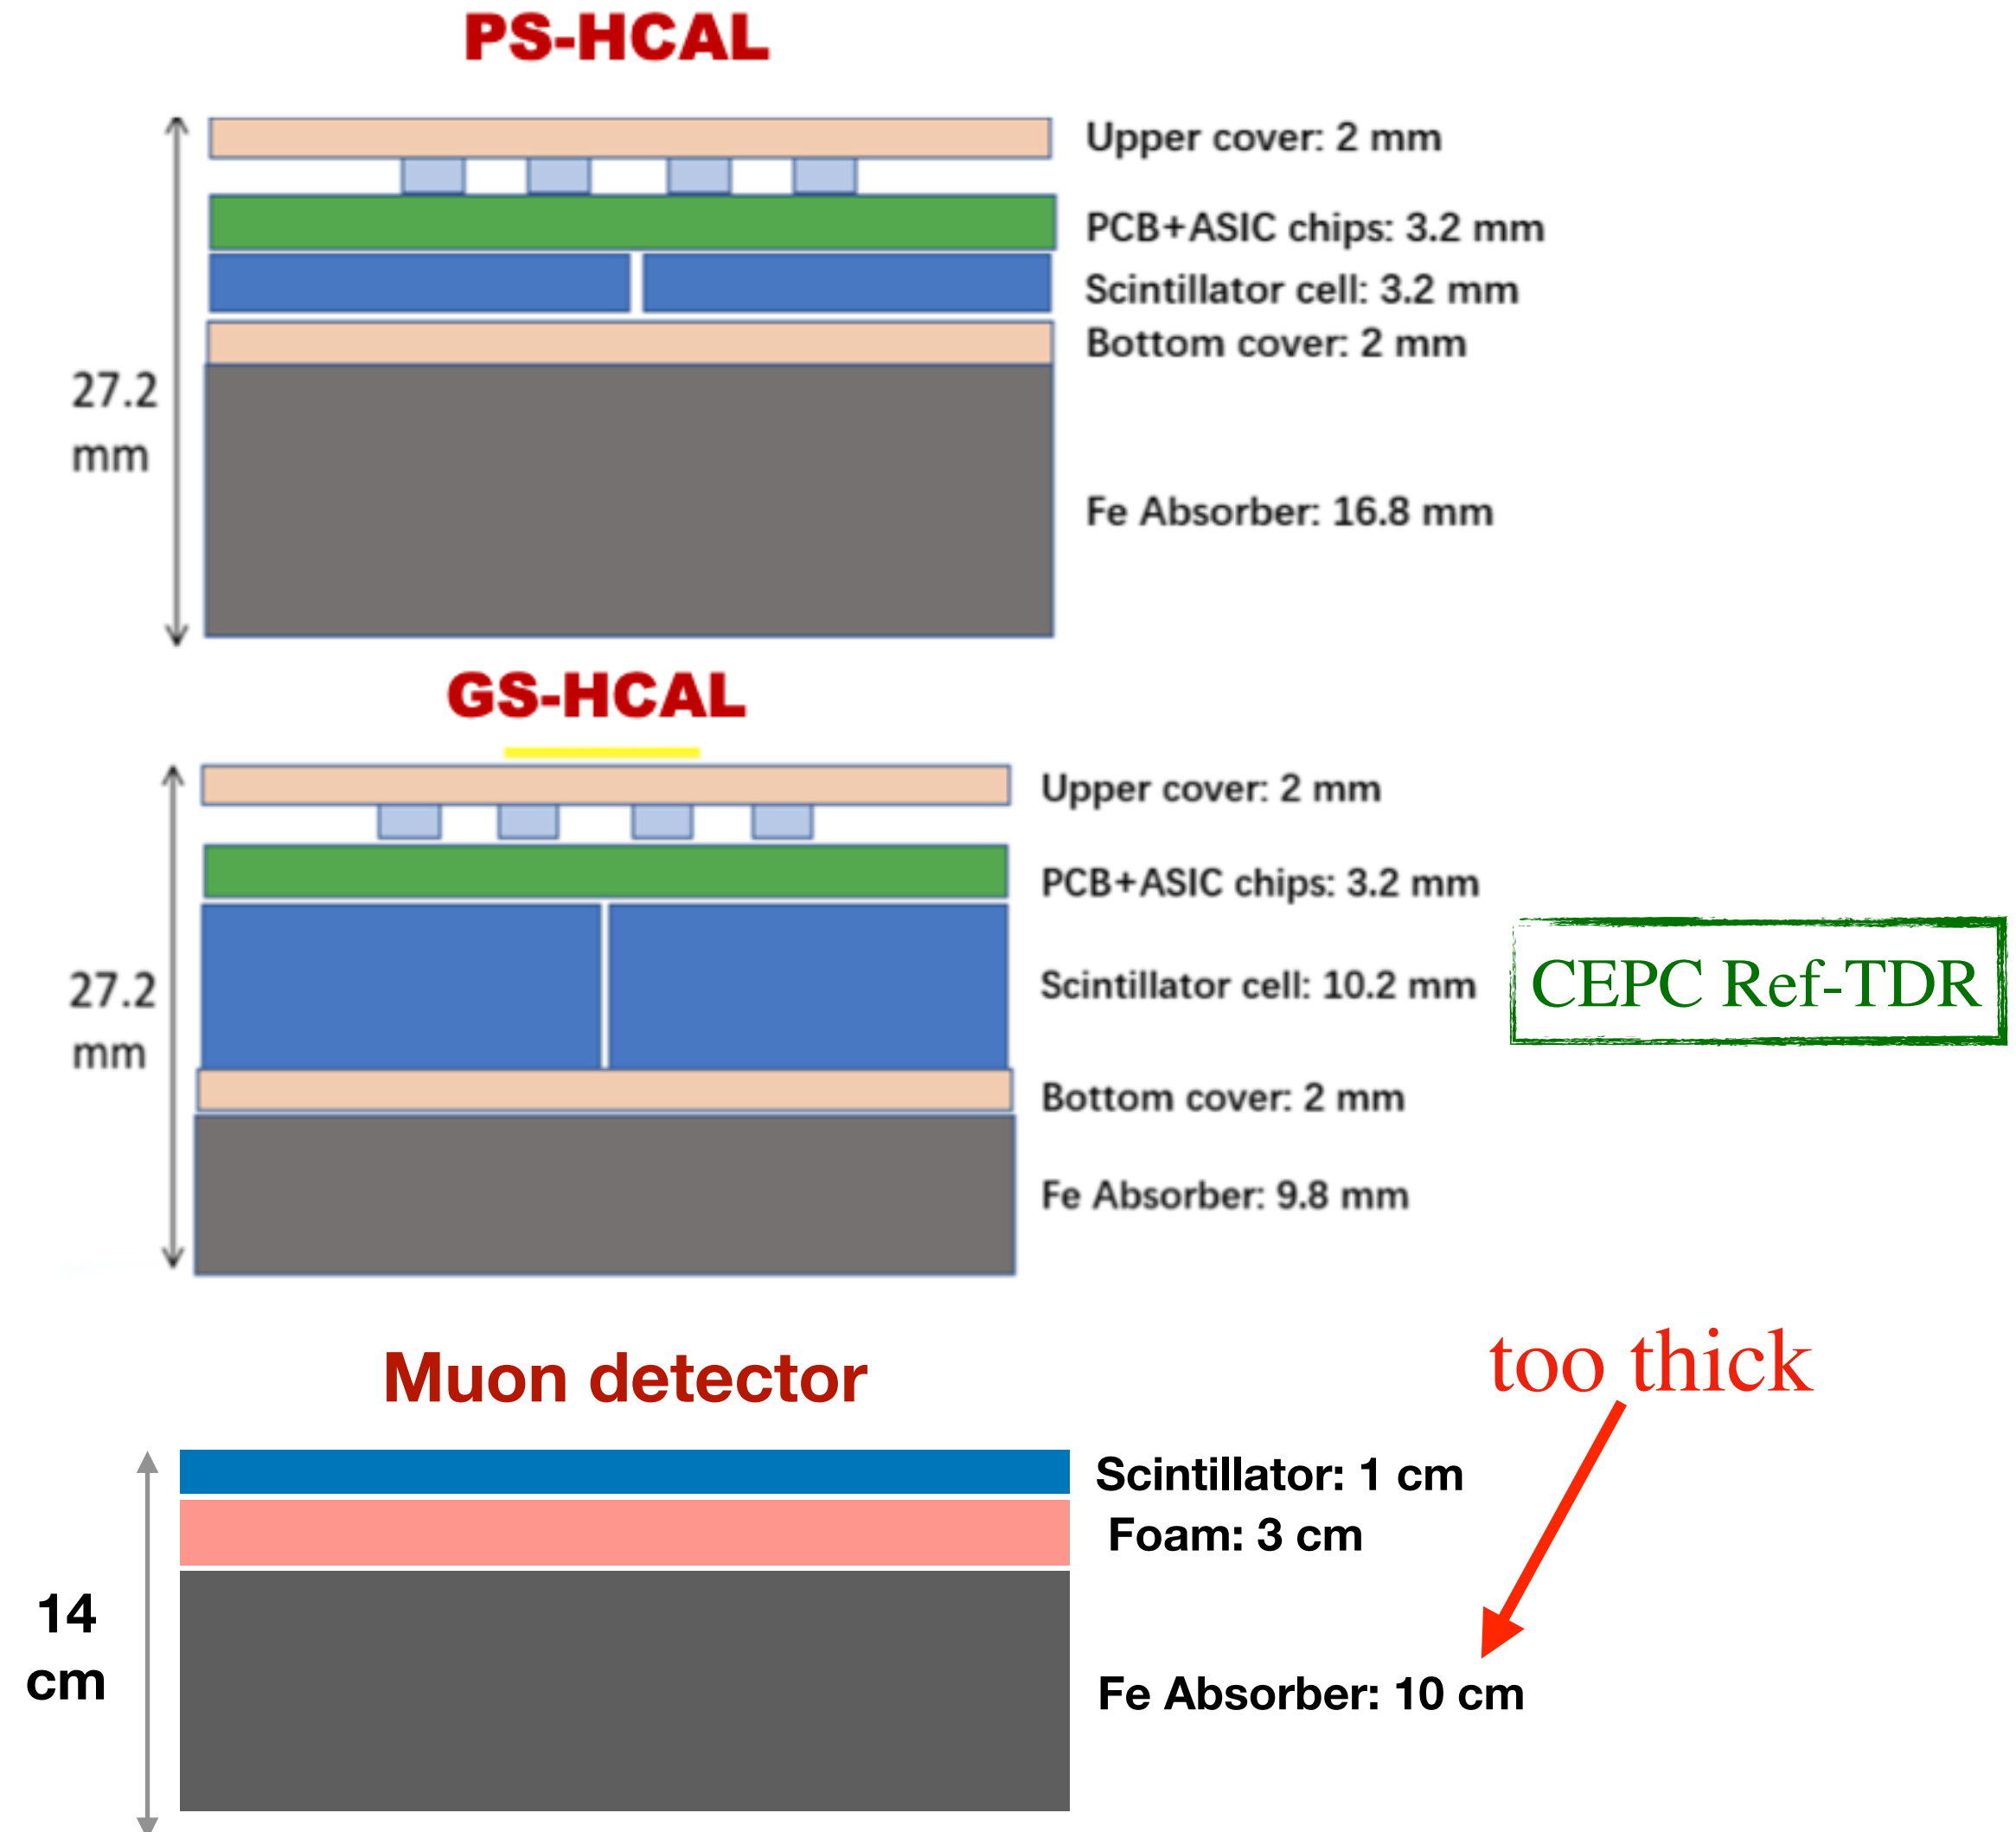 PS-HCAL
Upper cover: 2 mm
PCB+ASIC chips: 3.2 mm
Scintillator cell: 3.2 mm
Bottom cover: 2 mm
27.2
mm
Fe Absorber: 16.8 mm
GS-HCAL
Upper cover: 2 mm
PCB+ASIC chips: 3.2 mm
27.2
mm
Scintillator cell: 10.2 mm
CEPC Ref-TDR
Bottom cover: 2 mm
Fe Absorber: 9.8 mm
too thick
Muon detector
Scintillator: 1 cm
Foam: 3 cm
14
cm
Fe Absorber: 10 cm